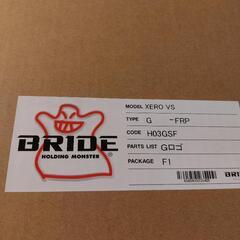 BRIDE
HOLDING MONSTER
MODEL XERO VS
TYPE G -FRP
CODE H03GSF
PARTS LIST Gロゴ
PACKAGE F1